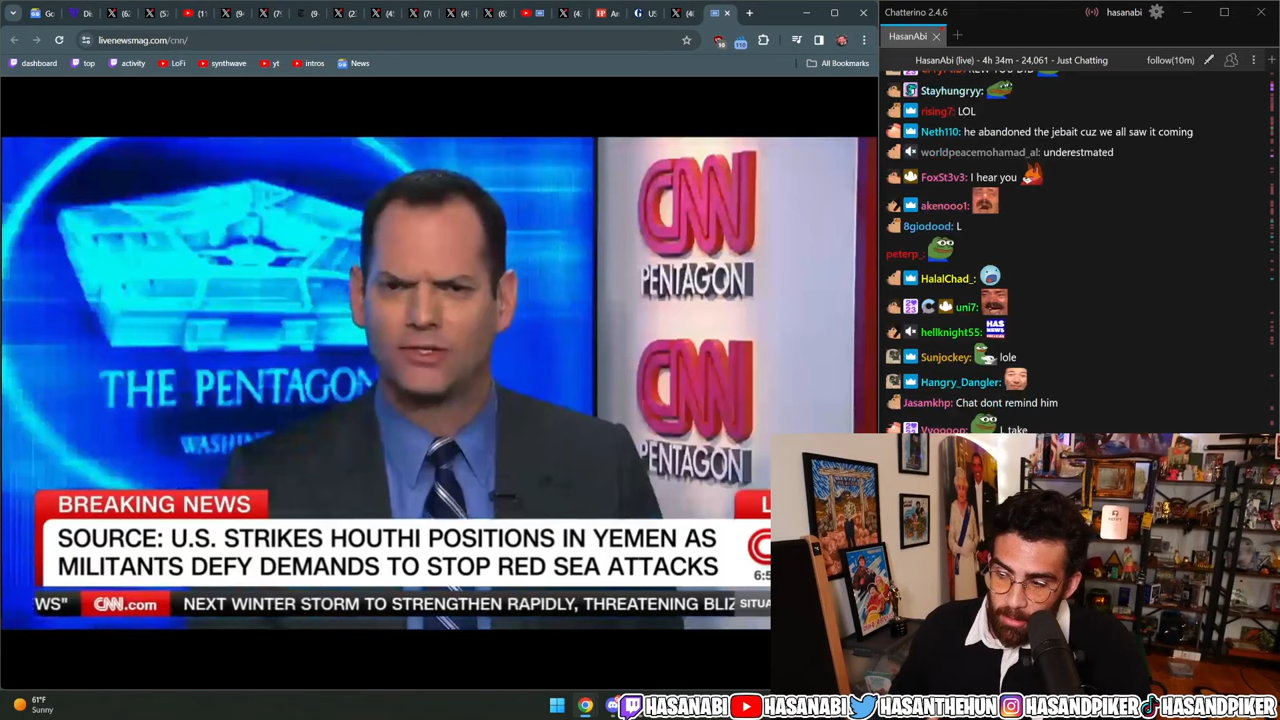 Chatterino 2.4.6
hasanabi
livenewsmag.com/cnn/
HasanAbi
dashboard
top
activity
LoFi
synthwave
yt
intros
News
All Bookmarks
HasanAbi (live) - 4h 34m - 24,061 - Just Chatting
follow(10m)
Stayhungryy:
rising7: LOL
Neth110: he abandoned the jebait cuz we all saw it coming
worldpeacemohamad_al: underestmated
FoxSt3v3: I hear you
akenooo1:
8giodood: L
peterp_:
HalalChad_:
uni7:
hellknight55:
Sunjockey: lole
Hangry_Dangler:
Jasamkhp: Chat dont remind him
Vvoooop: L take
CNN
PENTAGON
CNN
PENTAGON
THE PENTAGON
BREAKING NEWS
SOURCE: U.S. STRIKES HOUTHI POSITIONS IN YEMEN AS
MILITANTS DEFY DEMANDS TO STOP RED SEA ATTACKS
WS" CNN.com NEXT WINTER STORM TO STRENGTHEN RAPIDLY, THREATENING BLIZ
61°F
Sunny
HASANABI
HASANABI
HASANTHEHUN
HASANDPIKER
HASANDPIKER